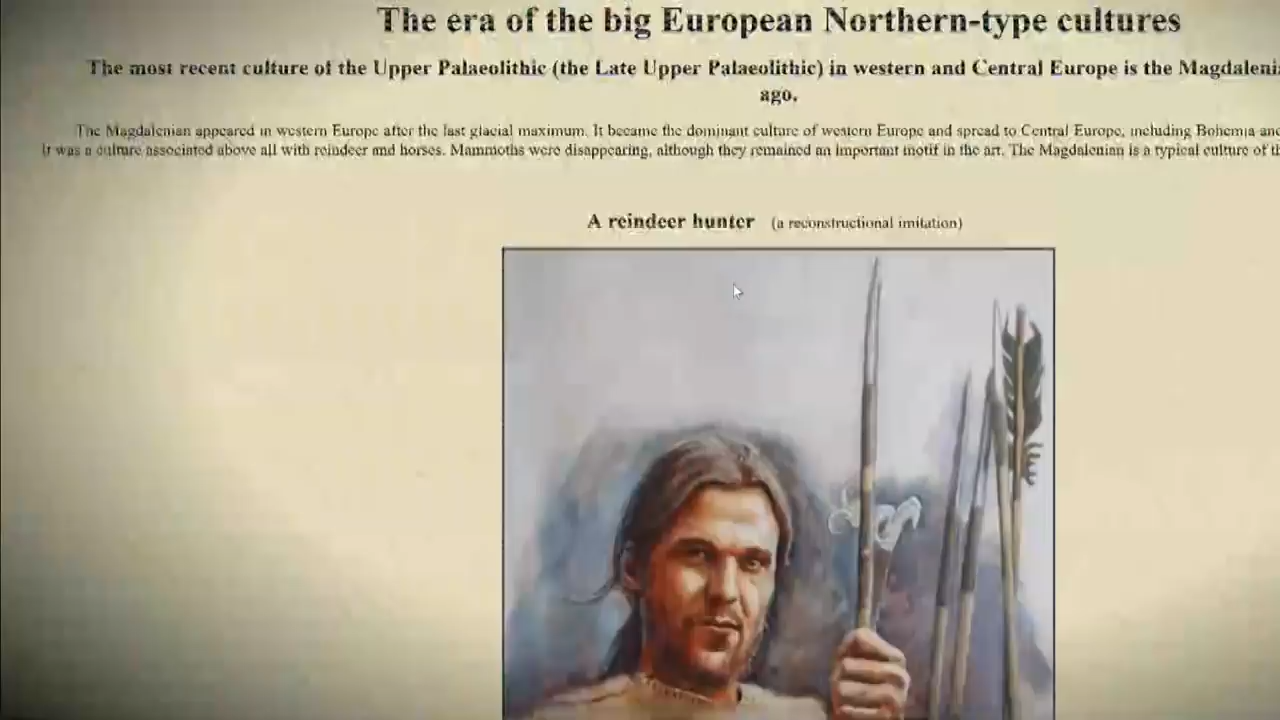 The era of the big European Northern-type cultures
The most recent culture of the Upper Palaeolithic (the Late Upper Palaeolithic) in western and Central Europe is the Magdaleni
ago.
The Magdalenian appeared in western Europe after the last glacial maximum. It became the dominant culture of western Europe and spread to Central Europe, including Bohemia and
It was a culture associated above all with reindeer and horses. Mammoths were disappearing, although they remained an important motif in the art. The Magdalenian is a typical culture of th
A reindeer hunter (a reconstructional imitation)